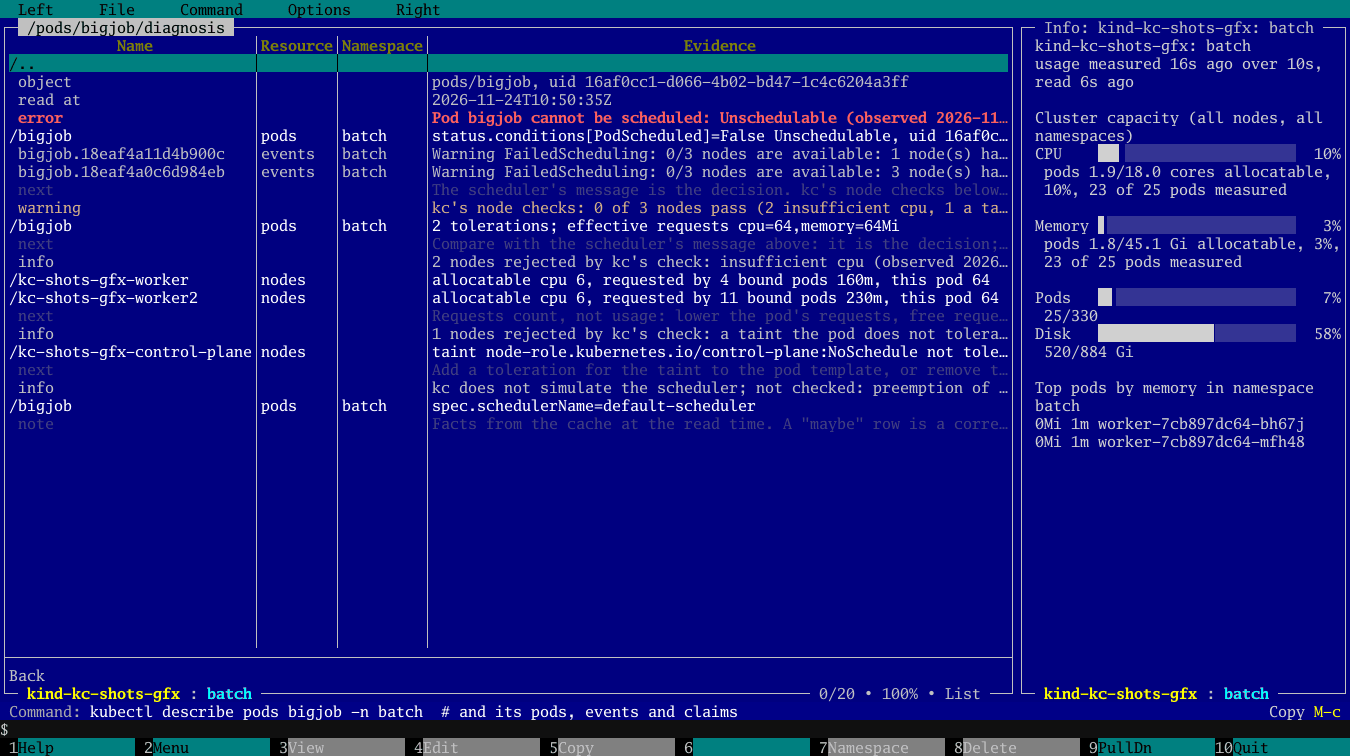 Left File Command Options Right
/pods/bigjob/diagnosis
Name Resource Namespace Evidence
/..
object pods/bigjob, uid 16af0cc1-d066-4b02-bd47-1c4c6204a3ff
read at 2026-11-24T10:50:35Z
error Pod bigjob cannot be scheduled: Unschedulable (observed 2026-11…
/bigjob pods batch status.conditions[PodScheduled]=False Unschedulable, uid 16af0c…
bigjob.18eaf4a11d4b900c events batch Warning FailedScheduling: 0/3 nodes are available: 1 node(s) ha…
bigjob.18eaf4a0c6d984eb events batch Warning FailedScheduling: 0/3 nodes are available: 3 node(s) ha…
next The scheduler's message is the decision. kc's node checks below…
warning kc's node checks: 0 of 3 nodes pass (2 insufficient cpu, 1 a ta…
/bigjob pods batch 2 tolerations; effective requests cpu=64,memory=64Mi
next Compare with the scheduler's message above: it is the decision;…
info 2 nodes rejected by kc's check: insufficient cpu (observed 2026…
/kc-shots-gfx-worker nodes allocatable cpu 6, requested by 4 bound pods 160m, this pod 64
/kc-shots-gfx-worker2 nodes allocatable cpu 6, requested by 11 bound pods 230m, this pod 64
next Requests count, not usage: lower the pod's requests, free reque…
info 1 nodes rejected by kc's check: a taint the pod does not tolera…
/kc-shots-gfx-control-plane nodes taint node-role.kubernetes.io/control-plane:NoSchedule not tole…
next Add a toleration for the taint to the pod template, or remove t…
info kc does not simulate the scheduler; not checked: preemption of …
/bigjob pods batch spec.schedulerName=default-scheduler
note Facts from the cache at the read time. A "maybe" row is a corre…
Back
kind-kc-shots-gfx : batch 0/20 • 100% • List
Info: kind-kc-shots-gfx: batch
kind-kc-shots-gfx: batch
usage measured 16s ago over 10s,
read 6s ago
Cluster capacity (all nodes, all
namespaces)
CPU 10%
pods 1.9/18.0 cores allocatable,
10%, 23 of 25 pods measured
Memory 3%
pods 1.8/45.1 Gi allocatable, 3%,
23 of 25 pods measured
Pods 7%
25/330
Disk 58%
520/884 Gi
Top pods by memory in namespace
batch
0Mi 1m worker-7cb897dc64-bh67j
0Mi 1m worker-7cb897dc64-mfh48
kind-kc-shots-gfx : batch
Command: kubectl describe pods bigjob -n batch # and its pods, events and claims Copy M-c
$
1Help 2Menu 3View 4Edit 5Copy 6 7Namespace 8Delete 9PullDn 10Quit